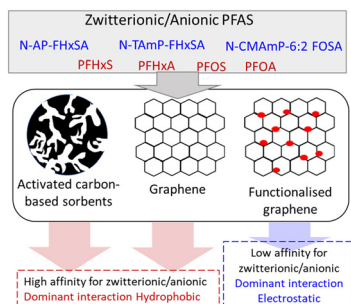 Zwitterionic/Anionic PFAS
N-AP-FHxSA N-TAmP-FHxSA N-CMAmP-6:2 FOSA
PFHxS PFHxA PFOS PFOA
Activated carbon-
based sorbents
Graphene
Functionalised
graphene
High affinity for zwitterionic/anionic
Dominant interaction Hydrophobic
Low affinity for
zwitterionic/anionic
Dominant interaction
Electrostatic